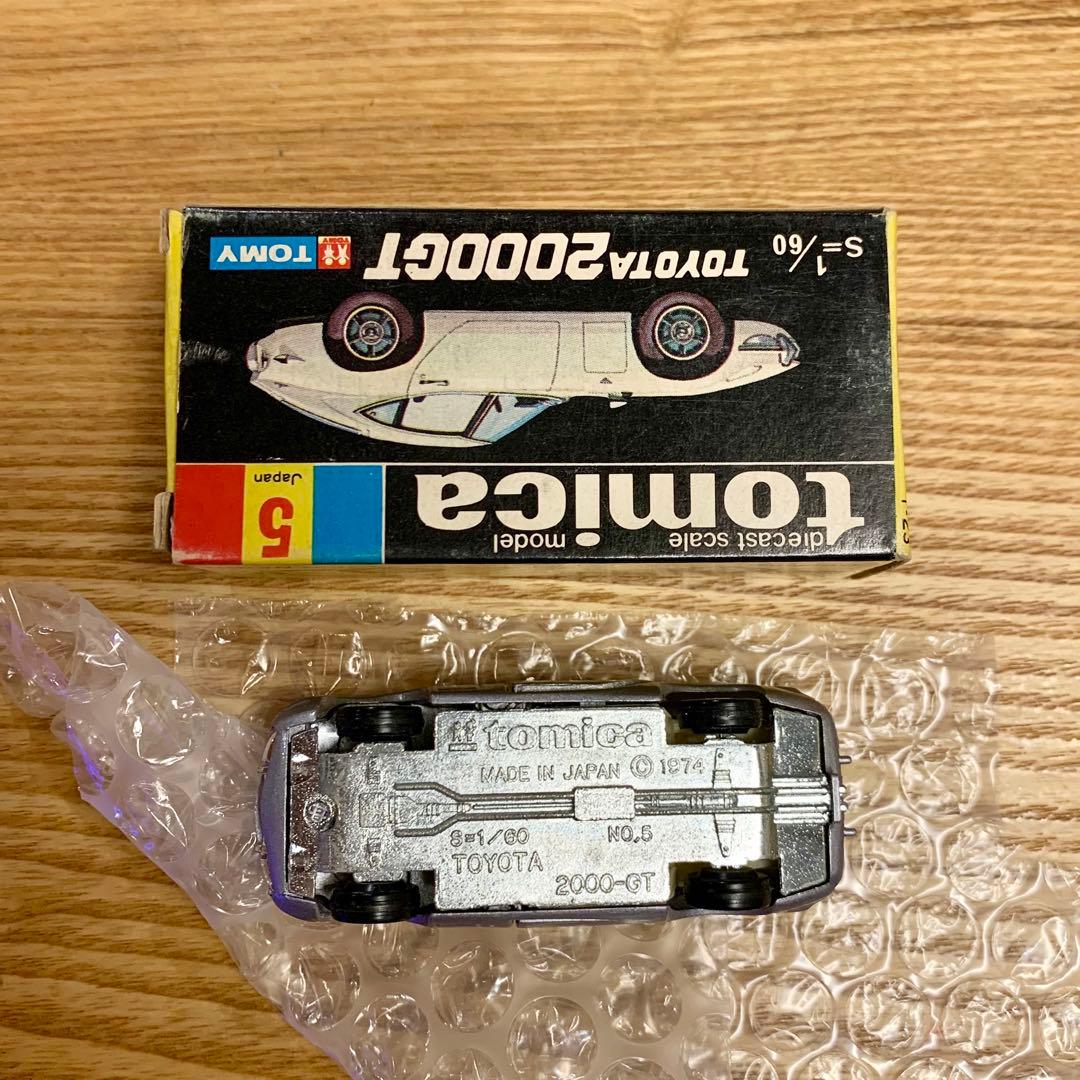 diecast scale model
tomica
5
Japan
S=1/60
TOYOTA 2000GT
TOMY
TOMY
tomica
MADE IN JAPAN © 1974
S=1/60 NO.5
TOYOTA
2000-GT